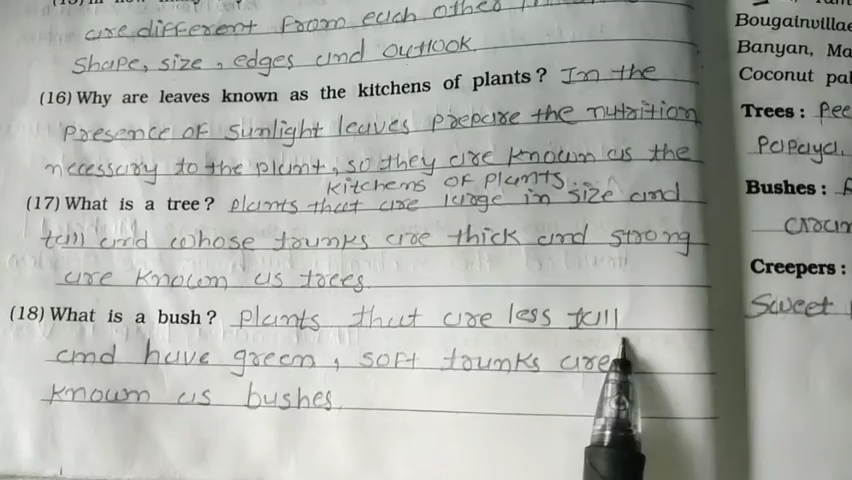 are different from each other
shape, size, edges and outlook.
(16) Why are leaves known as the kitchens of plants? In the
presence of sunlight leaves prepare the nutrition
necessary to the plant, so they are known as the
kitchens of plants.
(17) What is a tree? plants that are large in size and
tall and whose trunks are thick and strong
are known as trees.
(18) What is a bush? plants that are less tall
and have green, soft trunks are
known as bushes.
Bougainvillae
Banyan, Ma
Coconut pal
Trees : Pee
Papaya,
Bushes :
Creepers :
Sweet